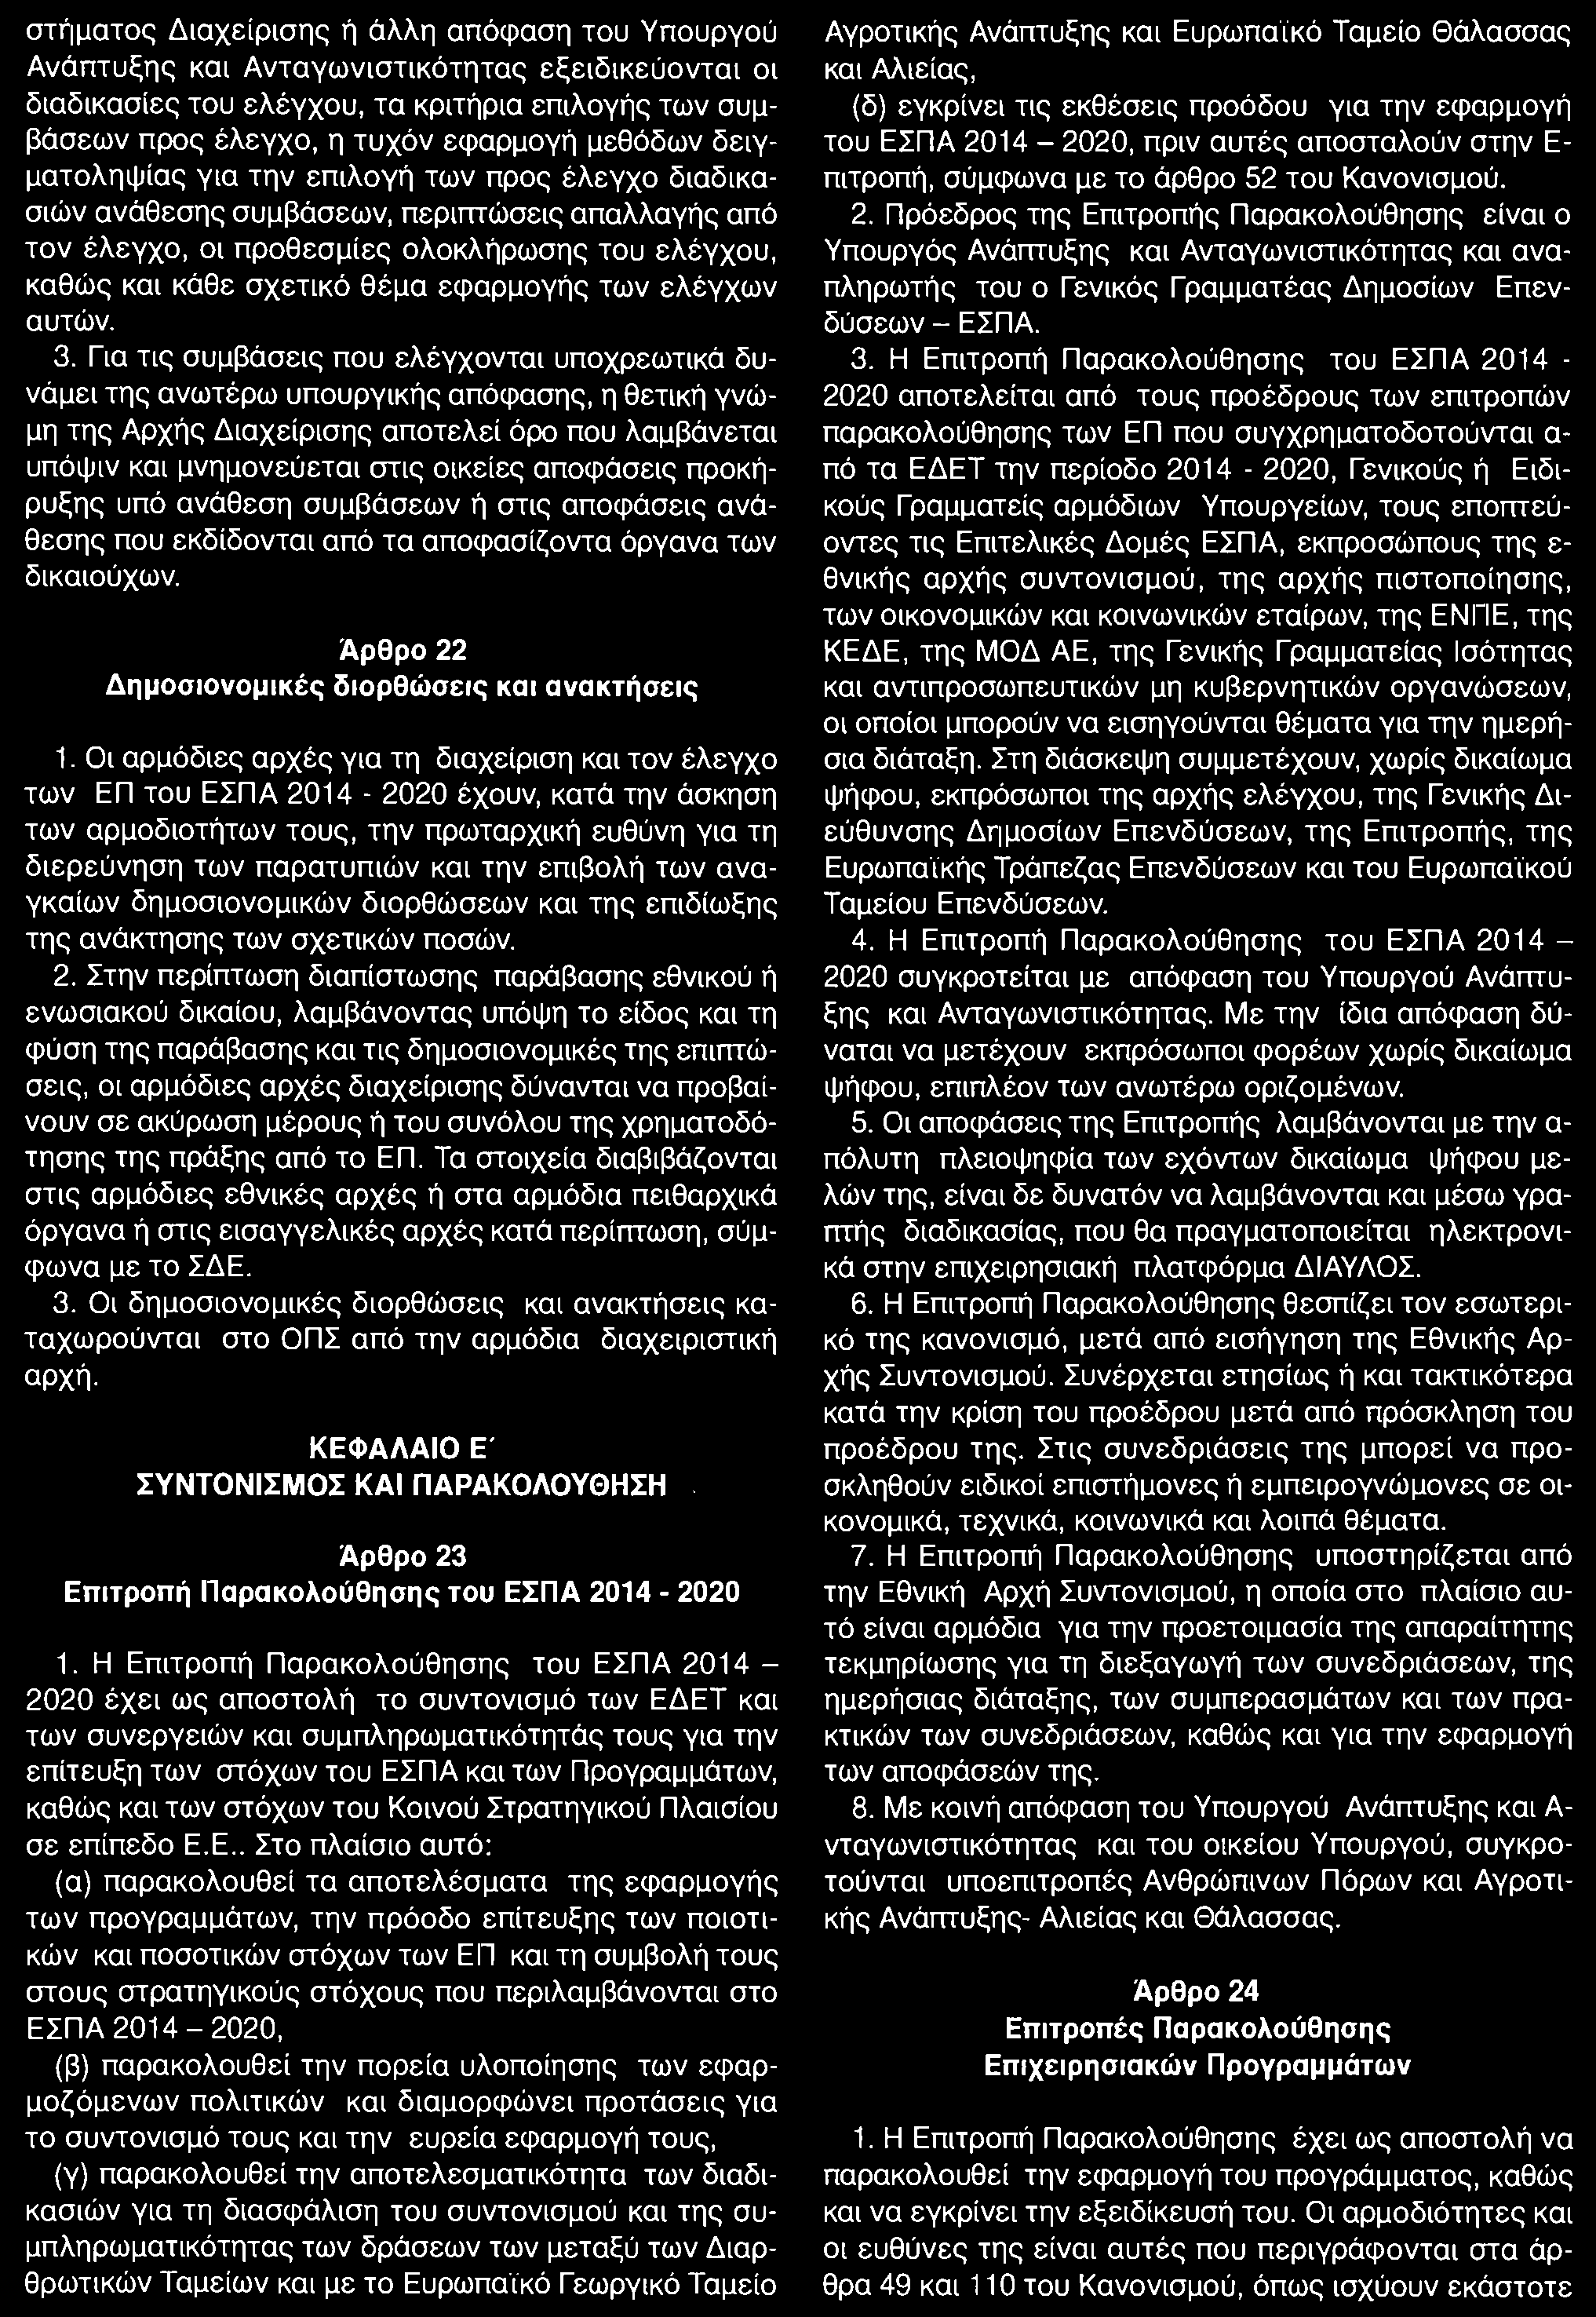 στήματος Διαχείρισης ή άλλη απόφαση του Υπουργού
Ανάπτυξης και Ανταγωνιστικότητας εξειδικεύονται οι
διαδικασίες του ελέγχου, τα κριτήρια επιλογής των συμ-
βάσεων προς έλεγχο, η τυχόν εφαρμογή μεθόδων δειγ-
ματοληψίας για την επιλογή των προς έλεγχο διαδικα-
σιών ανάθεσης συμβάσεων, περιπτώσεις απαλλαγής από
τον έλεγχο, οι προθεσμίες ολοκλήρωσης του ελέγχου,
καθώς και κάθε σχετικό θέμα εφαρμογής των ελέγχων
αυτών.
3. Για τις συμβάσεις που ελέγχονται υποχρεωτικά δυ-
νάμει της ανωτέρω υπουργικής απόφασης, η θετική γνώ-
μη της Αρχής Διαχείρισης αποτελεί όρο που λαμβάνεται
υπόψιν και μνημονεύεται στις οικείες αποφάσεις προκή-
ρυξης υπό ανάθεση συμβάσεων ή στις αποφάσεις ανά-
θεσης που εκδίδονται από τα αποφασίζοντα όργανα των
δικαιούχων.
Άρθρο 22
Δημοσιονομικές διορθώσεις και ανακτήσεις
1. Οι αρμόδιες αρχές για τη διαχείριση και τον έλεγχο
των ΕΠ του ΕΣΠΑ 2014 - 2020 έχουν, κατά την άσκηση
των αρμοδιοτήτων τους, την πρωταρχική ευθύνη για τη
διερεύνηση των παρατυπιών και την επιβολή των ανα-
γκαίων δημοσιονομικών διορθώσεων και της επιδίωξης
της ανάκτησης των σχετικών ποσών.
2. Στην περίπτωση διαπίστωσης παράβασης εθνικού ή
ενωσιακού δικαίου, λαμβάνοντας υπόψη το είδος και τη
φύση της παράβασης και τις δημοσιονομικές της επιπτώ-
σεις, οι αρμόδιες αρχές διαχείρισης δύνανται να προβαί-
νουν σε ακύρωση μέρους ή του συνόλου της χρηματοδό-
τησης της πράξης από το ΕΠ. Τα στοιχεία διαβιβάζονται
στις αρμόδιες εθνικές αρχές ή στα αρμόδια πειθαρχικά
όργανα ή στις εισαγγελικές αρχές κατά περίπτωση, σύμ-
φωνα με το ΣΔΕ.
3. Οι δημοσιονομικές διορθώσεις και ανακτήσεις κα-
ταχωρούνται στο ΟΠΣ από την αρμόδια διαχειριστική
αρχή.
ΚΕΦΑΛΑΙΟ Ε΄
ΣΥΝΤΟΝΙΣΜΟΣ ΚΑΙ ΠΑΡΑΚΟΛΟΥΘΗΣΗ
Άρθρο 23
Επιτροπή Παρακολούθησης του ΕΣΠΑ 2014 - 2020
1. Η Επιτροπή Παρακολούθησης του ΕΣΠΑ 2014 –
2020 έχει ως αποστολή το συντονισμό των ΕΔΕΤ και
των συνεργειών και συμπληρωματικότητάς τους για την
επίτευξη των στόχων του ΕΣΠΑ και των Προγραμμάτων,
καθώς και των στόχων του Κοινού Στρατηγικού Πλαισίου
σε επίπεδο Ε.Ε.. Στο πλαίσιο αυτό:
(α) παρακολουθεί τα αποτελέσματα της εφαρμογής
των προγραμμάτων, την πρόοδο επίτευξης των ποιοτι-
κών και ποσοτικών στόχων των ΕΠ και τη συμβολή τους
στους στρατηγικούς στόχους που περιλαμβάνονται στο
ΕΣΠΑ 2014 – 2020,
(β) παρακολουθεί την πορεία υλοποίησης των εφαρ-
μοζόμενων πολιτικών και διαμορφώνει προτάσεις για
το συντονισμό τους και την ευρεία εφαρμογή τους,
(γ) παρακολουθεί την αποτελεσματικότητα των διαδι-
κασιών για τη διασφάλιση του συντονισμού και της συ-
μπληρωματικότητας των δράσεων των μεταξύ των Διαρ-
θρωτικών Ταμείων και με το Ευρωπαϊκό Γεωργικό Ταμείο
Αγροτικής Ανάπτυξης και Ευρωπαϊκό Ταμείο Θάλασσας
και Αλιείας,
(δ) εγκρίνει τις εκθέσεις προόδου για την εφαρμογή
του ΕΣΠΑ 2014 – 2020, πριν αυτές αποσταλούν στην Ε-
πιτροπή, σύμφωνα με το άρθρο 52 του Κανονισμού.
2. Πρόεδρος της Επιτροπής Παρακολούθησης είναι ο
Υπουργός Ανάπτυξης και Ανταγωνιστικότητας και ανα-
πληρωτής του ο Γενικός Γραμματέας Δημοσίων Επεν-
δύσεων – ΕΣΠΑ.
3. Η Επιτροπή Παρακολούθησης του ΕΣΠΑ 2014 -
2020 αποτελείται από τους προέδρους των επιτροπών
παρακολούθησης των ΕΠ που συγχρηματοδοτούνται α-
πό τα ΕΔΕΤ την περίοδο 2014 - 2020, Γενικούς ή Ειδι-
κούς Γραμματείς αρμόδιων Υπουργείων, τους εποπτεύ-
οντες τις Επιτελικές Δομές ΕΣΠΑ, εκπροσώπους της ε-
θνικής αρχής συντονισμού, της αρχής πιστοποίησης,
των οικονομικών και κοινωνικών εταίρων, της ΕΝΠΕ, της
ΚΕΔΕ, της ΜΟΔ ΑΕ, της Γενικής Γραμματείας Ισότητας
και αντιπροσωπευτικών μη κυβερνητικών οργανώσεων,
οι οποίοι μπορούν να εισηγούνται θέματα για την ημερή-
σια διάταξη. Στη διάσκεψη συμμετέχουν, χωρίς δικαίωμα
ψήφου, εκπρόσωποι της αρχής ελέγχου, της Γενικής Δι-
εύθυνσης Δημοσίων Επενδύσεων, της Επιτροπής, της
Ευρωπαϊκής Τράπεζας Επενδύσεων και του Ευρωπαϊκού
Ταμείου Επενδύσεων.
4. Η Επιτροπή Παρακολούθησης του ΕΣΠΑ 2014 –
2020 συγκροτείται με απόφαση του Υπουργού Ανάπτυ-
ξης και Ανταγωνιστικότητας. Με την ίδια απόφαση δύ-
ναται να μετέχουν εκπρόσωποι φορέων χωρίς δικαίωμα
ψήφου, επιπλέον των ανωτέρω οριζομένων.
5. Οι αποφάσεις της Επιτροπής λαμβάνονται με την α-
πόλυτη πλειοψηφία των εχόντων δικαίωμα ψήφου με-
λών της, είναι δε δυνατόν να λαμβάνονται και μέσω γρα-
πτής διαδικασίας, που θα πραγματοποιείται ηλεκτρονι-
κά στην επιχειρησιακή πλατφόρμα ΔΙΑΥΛΟΣ.
6. Η Επιτροπή Παρακολούθησης θεσπίζει τον εσωτερι-
κό της κανονισμό, μετά από εισήγηση της Εθνικής Αρ-
χής Συντονισμού. Συνέρχεται ετησίως ή και τακτικότερα
κατά την κρίση του προέδρου μετά από πρόσκληση του
προέδρου της. Στις συνεδριάσεις της μπορεί να προ-
σκληθούν ειδικοί επιστήμονες ή εμπειρογνώμονες σε οι-
κονομικά, τεχνικά, κοινωνικά και λοιπά θέματα.
7. Η Επιτροπή Παρακολούθησης υποστηρίζεται από
την Εθνική Αρχή Συντονισμού, η οποία στο πλαίσιο αυ-
τό είναι αρμόδια για την προετοιμασία της απαραίτητης
τεκμηρίωσης για τη διεξαγωγή των συνεδριάσεων, της
ημερήσιας διάταξης, των συμπερασμάτων και των πρα-
κτικών των συνεδριάσεων, καθώς και για την εφαρμογή
των αποφάσεών της.
8. Με κοινή απόφαση του Υπουργού Ανάπτυξης και Α-
νταγωνιστικότητας και του οικείου Υπουργού, συγκρο-
τούνται υποεπιτροπές Ανθρώπινων Πόρων και Αγροτι-
κής Ανάπτυξης- Αλιείας και Θάλασσας.
Άρθρο 24
Επιτροπές Παρακολούθησης
Επιχειρησιακών Προγραμμάτων
1. Η Επιτροπή Παρακολούθησης έχει ως αποστολή να
παρακολουθεί την εφαρμογή του προγράμματος, καθώς
και να εγκρίνει την εξειδίκευσή του. Οι αρμοδιότητες και
οι ευθύνες της είναι αυτές που περιγράφονται στα άρ-
θρα 49 και 110 του Κανονισμού, όπως ισχύουν εκάστοτε